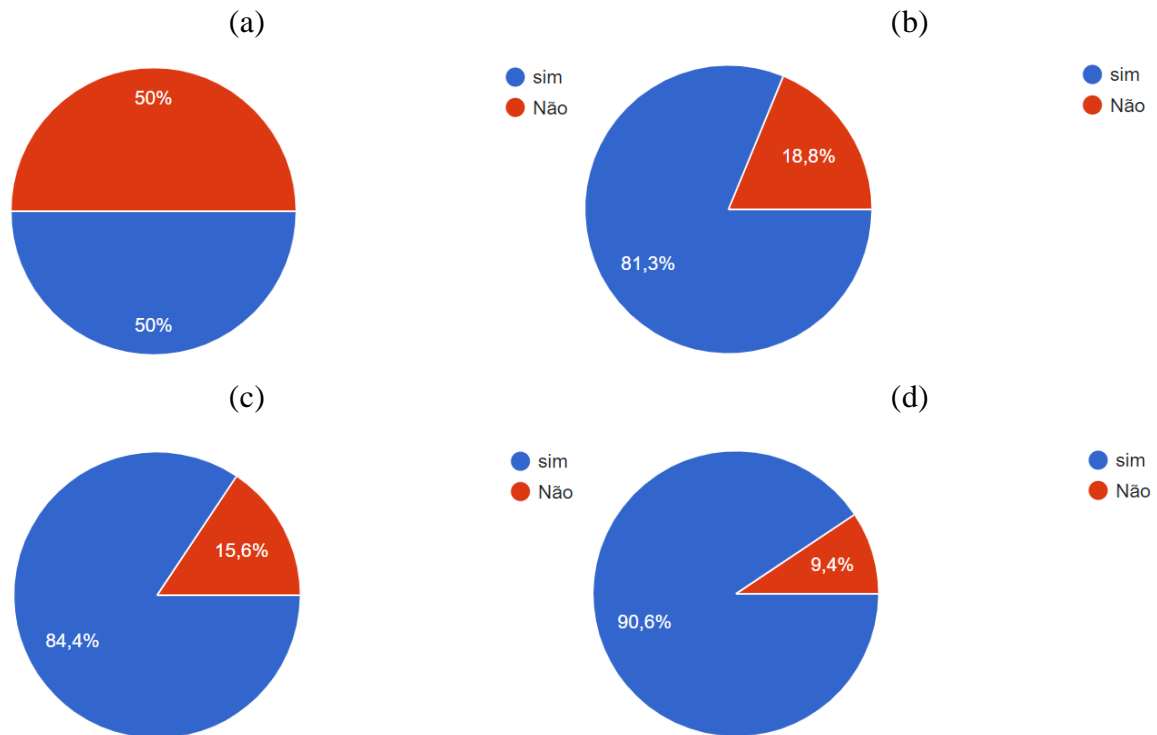 (a)
50%
50%
sim
Não
(b)
18,8%
81,3%
sim
Não
(c)
15,6%
84,4%
sim
Não
(d)
9,4%
90,6%
sim
Não